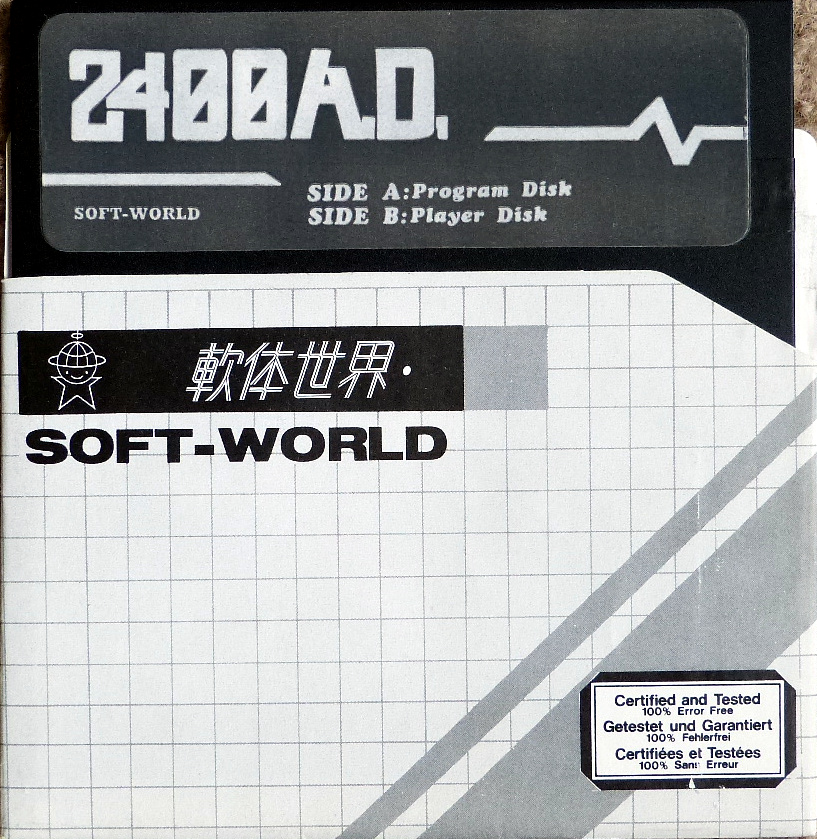 2400 A.D.
SIDE A:Program Disk
SOFT-WORLD
SIDE B:Player Disk
軟体世界·
SOFT-WORLD
Certified and Tested
100% Error Free
Getestet und Garantiert
100% Fehlerfrei
Certifiées et Testées
100% Sans Erreur